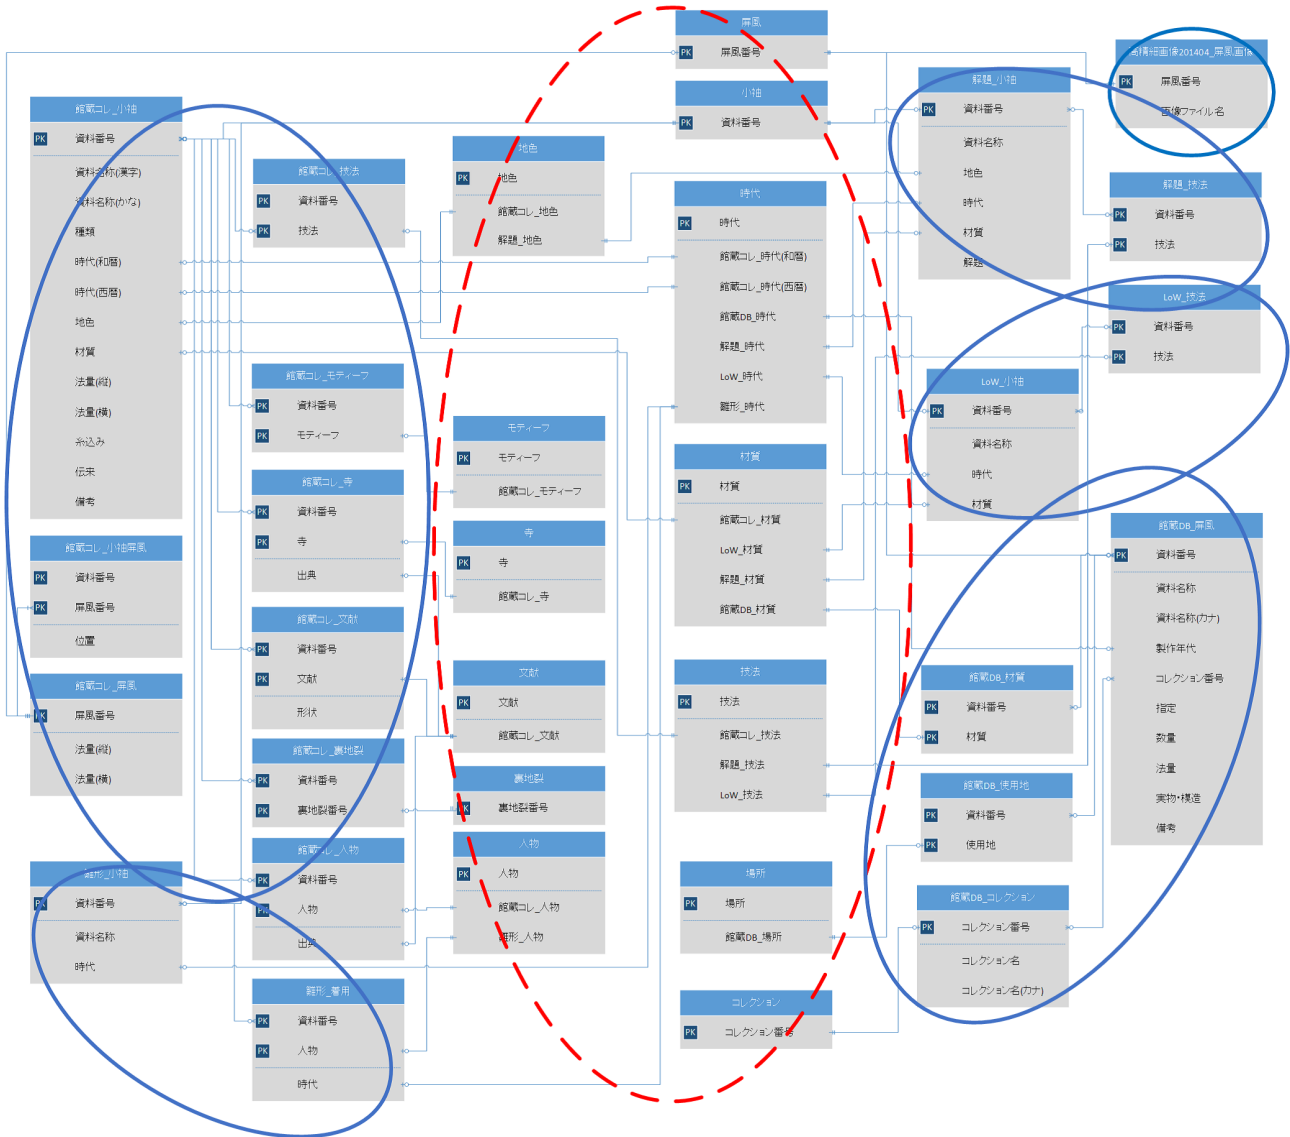 館蔵コレ_小袖
PK 資料番号
資料名称(漢字)
資料名称(かな)
種類
時代(和暦)
時代(西暦)
地色
材質
法量(縦)
法量(横)
糸込み
伝来
備考
館蔵コレ_小袖屏風
PK 資料番号
PK 屏風番号
位置
館蔵コレ_屏風
PK 屏風番号
法量(縦)
法量(横)
雛形_小袖
PK 資料番号
資料名称
時代
館蔵コレ_技法
PK 資料番号
PK 技法
館蔵コレ_モティーフ
PK 資料番号
PK モティーフ
館蔵コレ_寺
PK 資料番号
PK 寺
出典
館蔵コレ_文献
PK 資料番号
PK 文献
形状
館蔵コレ_裏地裂
PK 資料番号
PK 裏地裂番号
館蔵コレ_人物
PK 資料番号
PK 人物
出典
雛形_着用
PK 資料番号
PK 人物
時代
地色
PK 地色
館蔵コレ_地色
解題_地色
モティーフ
PK モティーフ
館蔵コレ_モティーフ
寺
PK 寺
館蔵コレ_寺
文献
PK 文献
館蔵コレ_文献
裏地裂
PK 裏地裂番号
人物
PK 人物
館蔵コレ_人物
雛形_人物
屏風
PK 屏風番号
小袖
PK 資料番号
時代
PK 時代
館蔵コレ_時代(和暦)
館蔵コレ_時代(西暦)
館蔵DB_時代
解題_時代
LoW_時代
雛形_時代
材質
PK 材質
館蔵コレ_材質
LoW_材質
解題_材質
館蔵DB_材質
技法
PK 技法
館蔵コレ_技法
解題_技法
LoW_技法
場所
PK 場所
館蔵DB_場所
コレクション
PK コレクション番号
解題_小袖
PK 資料番号
資料名称
地色
時代
材質
解題
LoW_小袖
PK 資料番号
資料名称
時代
材質
館蔵DB_材質
PK 資料番号
PK 材質
館蔵DB_使用地
PK 資料番号
PK 使用地
館蔵DB_コレクション
PK コレクション番号
コレクション名
コレクション名(カナ)
高精細画像201404_屏風画像
PK 屏風番号
画像ファイル名
解題_技法
PK 資料番号
PK 技法
LoW_技法
PK 資料番号
PK 技法
館蔵DB_屏風
PK 資料番号
資料名称
資料名称(カナ)
製作年代
コレクション番号
指定
数量
法量
実物・模造
備考